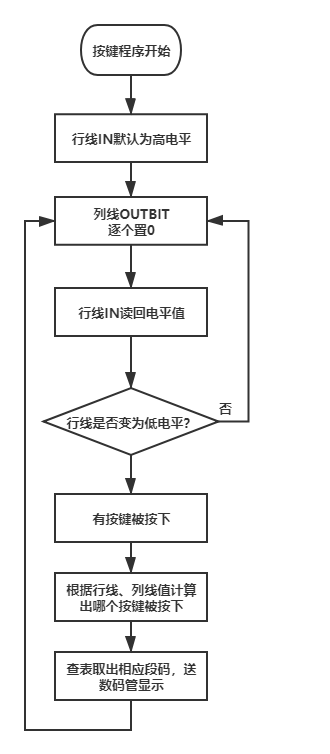 按键程序开始
行线IN默认为高电平
列线OUTBIT
逐个置0
行线IN读回电平值
行线是否变为低电平?
否
有按键被按下
根据行线、列线值计算
出哪个按键被按下
查表取出相应段码，送
数码管显示